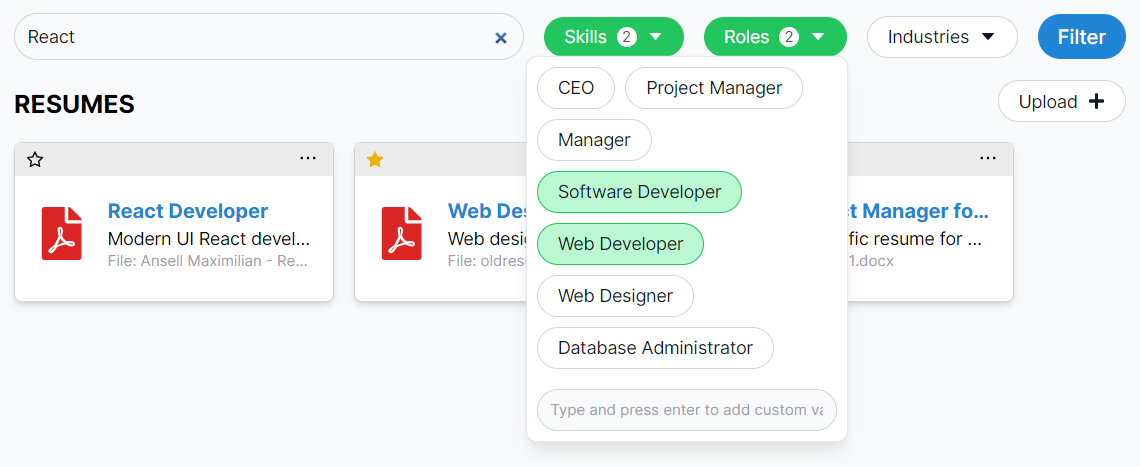 React
Skills 2
Roles 2
Industries
Filter
RESUMES
Upload
CEO
Project Manager
Manager
Software Developer
Web Developer
Web Designer
Database Administrator
Type and press enter to add custom va
React Developer
Modern UI React devel...
File: Ansell Maximilian - Re...
Web Des
Web desig
File: oldres
t Manager fo...
fic resume for ...
1.docx